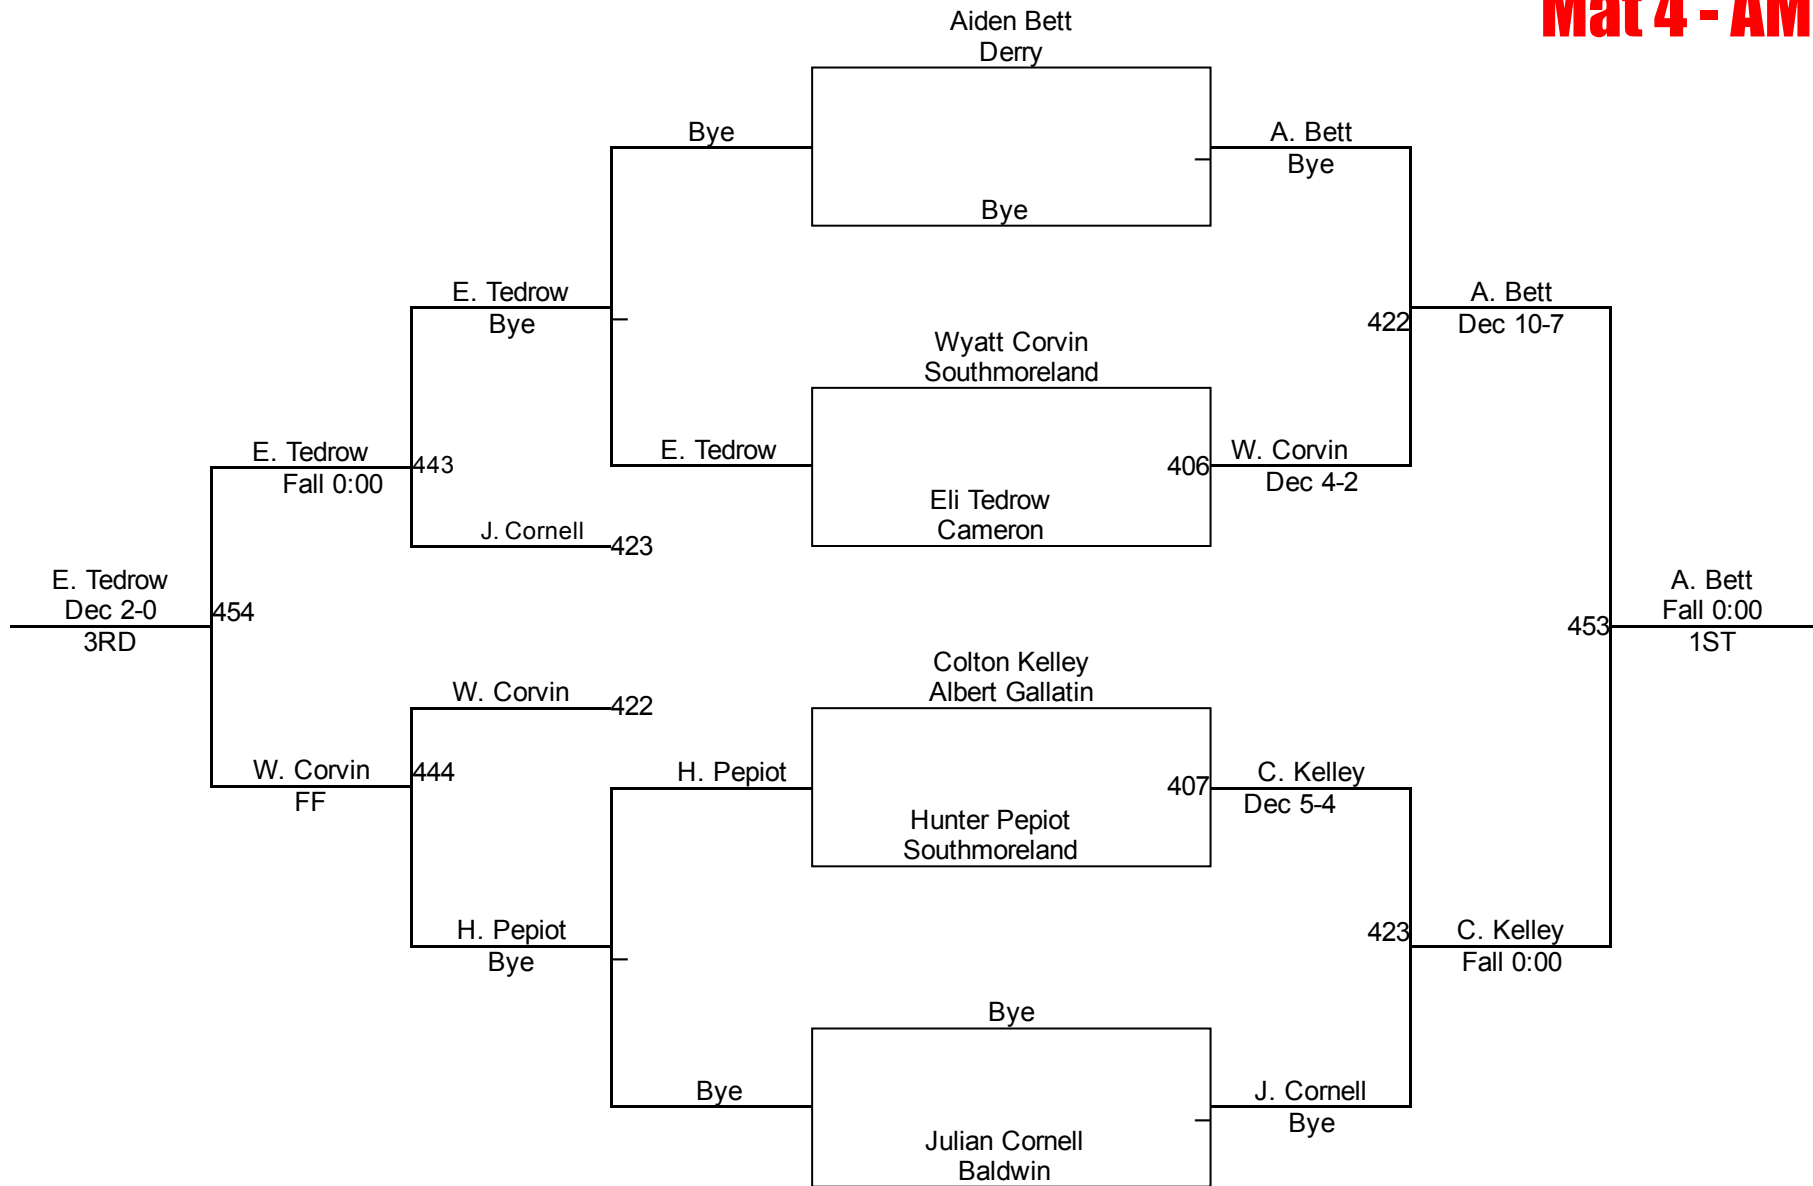 Mat 4 - AM
Aiden Bett
Derry
Bye
A. Bett
Bye
Bye
E. Tedrow
Bye
A. Bett
Dec 10-7
422
Wyatt Corvin
Southmoreland
E. Tedrow
Fall 0:00
443
E. Tedrow
406
W. Corvin
Dec 4-2
Eli Tedrow
Cameron
J. Cornell
423
E. Tedrow
Dec 2-0
3RD
454
453
A. Bett
Fall 0:00
1ST
Colton Kelley
Albert Gallatin
W. Corvin
422
W. Corvin
FF
444
H. Pepiot
407
C. Kelley
Dec 5-4
Hunter Pepiot
Southmoreland
H. Pepiot
Bye
423
C. Kelley
Fall 0:00
Bye
Bye
J. Cornell
Bye
Julian Cornell
Baldwin